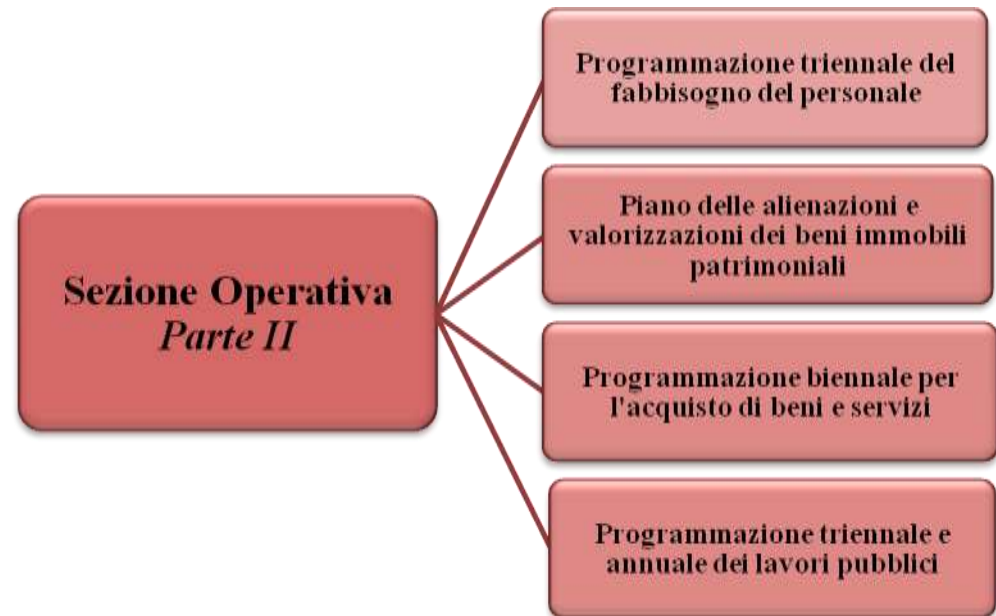 Sezione Operativa
Parte II
Programmazione triennale del
fabbisogno del personale
Piano delle alienazioni e
valorizzazioni dei beni immobili
patrimoniali
Programmazione biennale per
l'acquisto di beni e servizi
Programmazione triennale e
annuale dei lavori pubblici